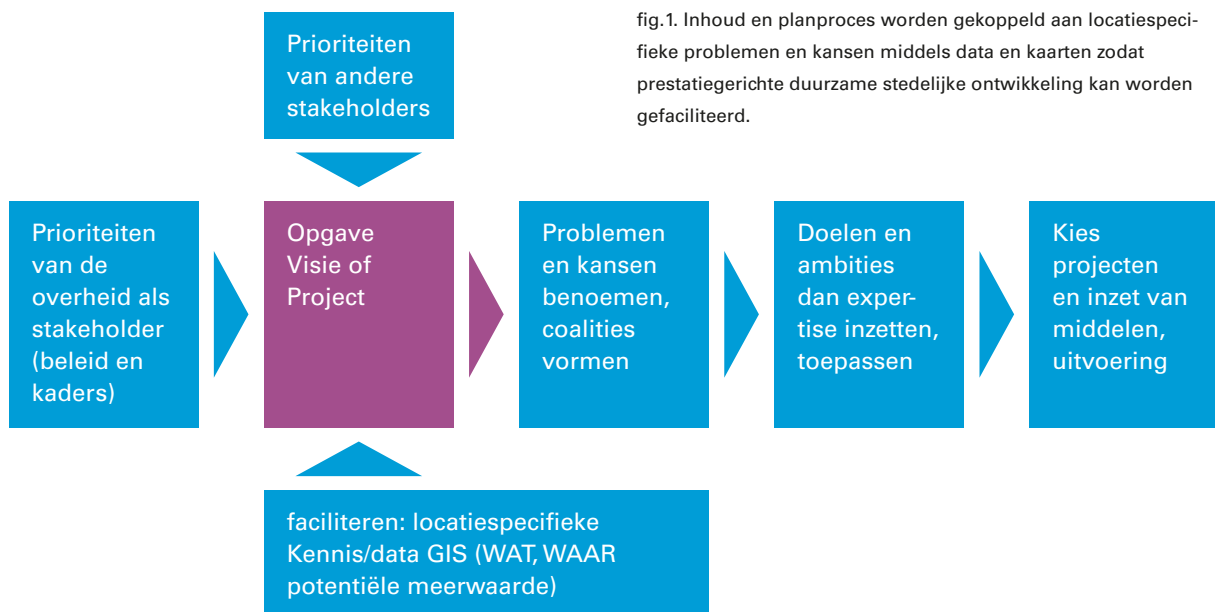 Prioriteiten
van andere
stakeholders
fig.1. Inhoud en planproces worden gekoppeld aan locatiespeci-
fieke problemen en kansen middels data en kaarten zodat
prestatiegerichte duurzame stedelijke ontwikkeling kan worden
gefaciliteerd.
Prioriteiten
van de
overheid als
stakeholder
(beleid en
kaders)
Opgave
Visie of
Project
Problemen
en kansen
benoemen,
coalities
vormen
Doelen en
ambities
dan exper-
tise inzetten,
toepassen
Kies
projecten
en inzet van
middelen,
uitvoering
faciliteren: locatiespecifieke
Kennis/data GIS (WAT, WAAR
potentiële meerwaarde)